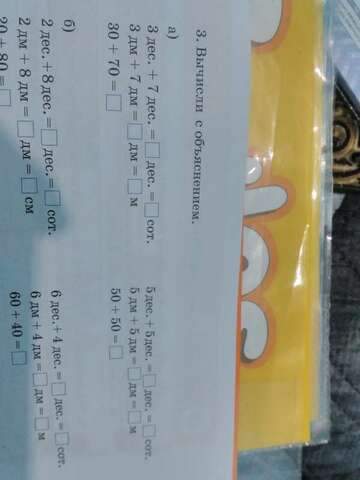 3. Вычисли с объяснением.
а)
3 дес. + 7 дес. = □ дес. = □ сот.
3 дм + 7 дм = □ дм = □ м
30 + 70 = □
5 дес. + 5 дес. = □ дес. = □ сот.
5 дм + 5 дм = □ дм = □ м
50 + 50 = □
б)
2 дес. + 8 дес. = □ дес. = □ сот.
2 дм + 8 дм = □ дм = □ см
20 + 80 = □
6 дес. + 4 дес. = □ дес. = □ сот.
6 дм + 4 дм = □ дм = □ м
60 + 40 = □